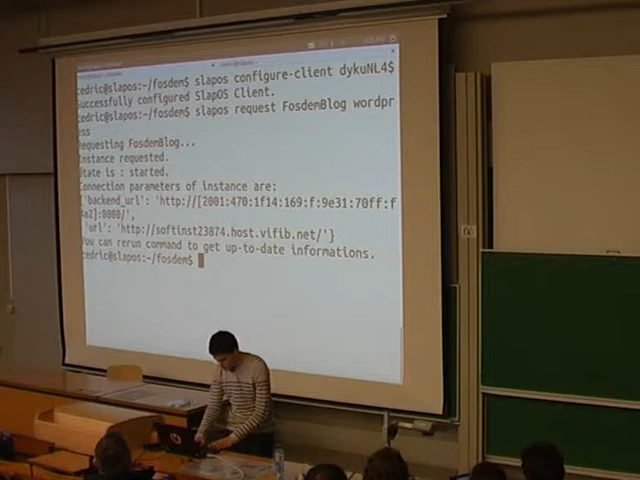 cedric@slapos:~/fosdem$ slapos configure-client dykuNL4$
Successfully configured SlapOS Client.
cedric@slapos:~/fosdem$ slapos request FosdemBlog wordpr
ess
Requesting FosdemBlog...
Instance requested.
State is : started.
Connection parameters of instance are:
{'backend_url': 'http://[2001:470:1f14:169:f:9e31:70ff:f
4a2]:8080/',
'url': 'http://softinst23874.host.vifib.net/'}
You can rerun command to get up-to-date informations.
cedric@slapos:~/fosdem$